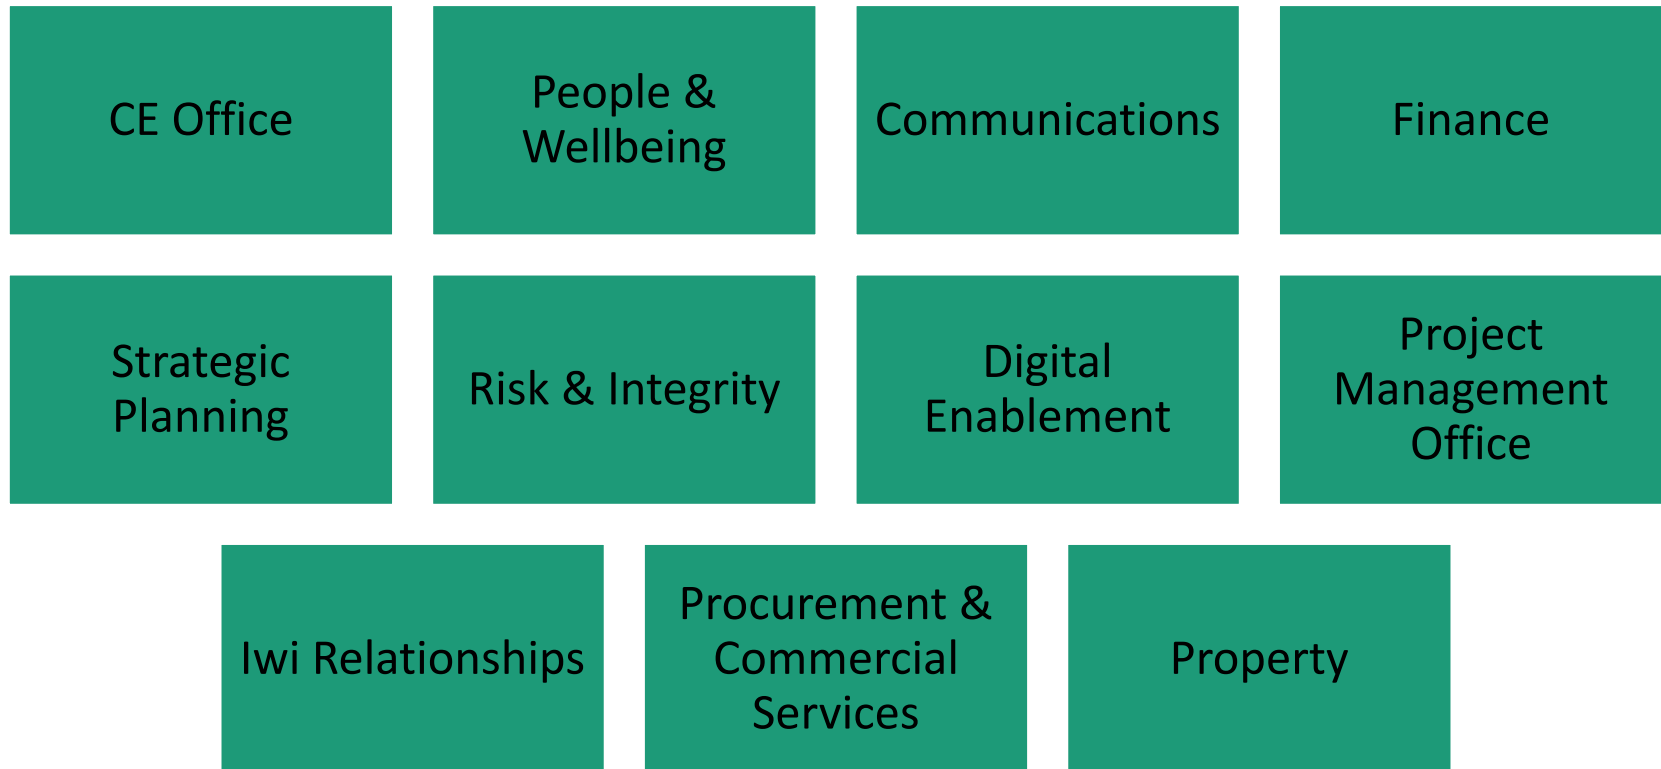 CE Office
People &
Wellbeing
Communications
Finance
Strategic
Planning
Risk & Integrity
Digital
Enablement
Project
Management
Office
Iwi Relationships
Procurement &
Commercial
Services
Property